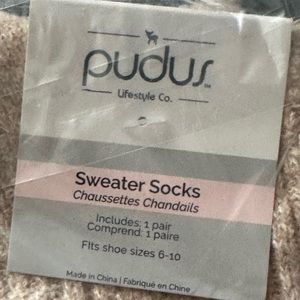 pudus™
Lifestyle Co.
Sweater Socks
Chaussettes Chandails
Includes: 1 pair
Comprend: 1 paire
Fits shoe sizes 6-10
Made in China | Fabriqué en Chine